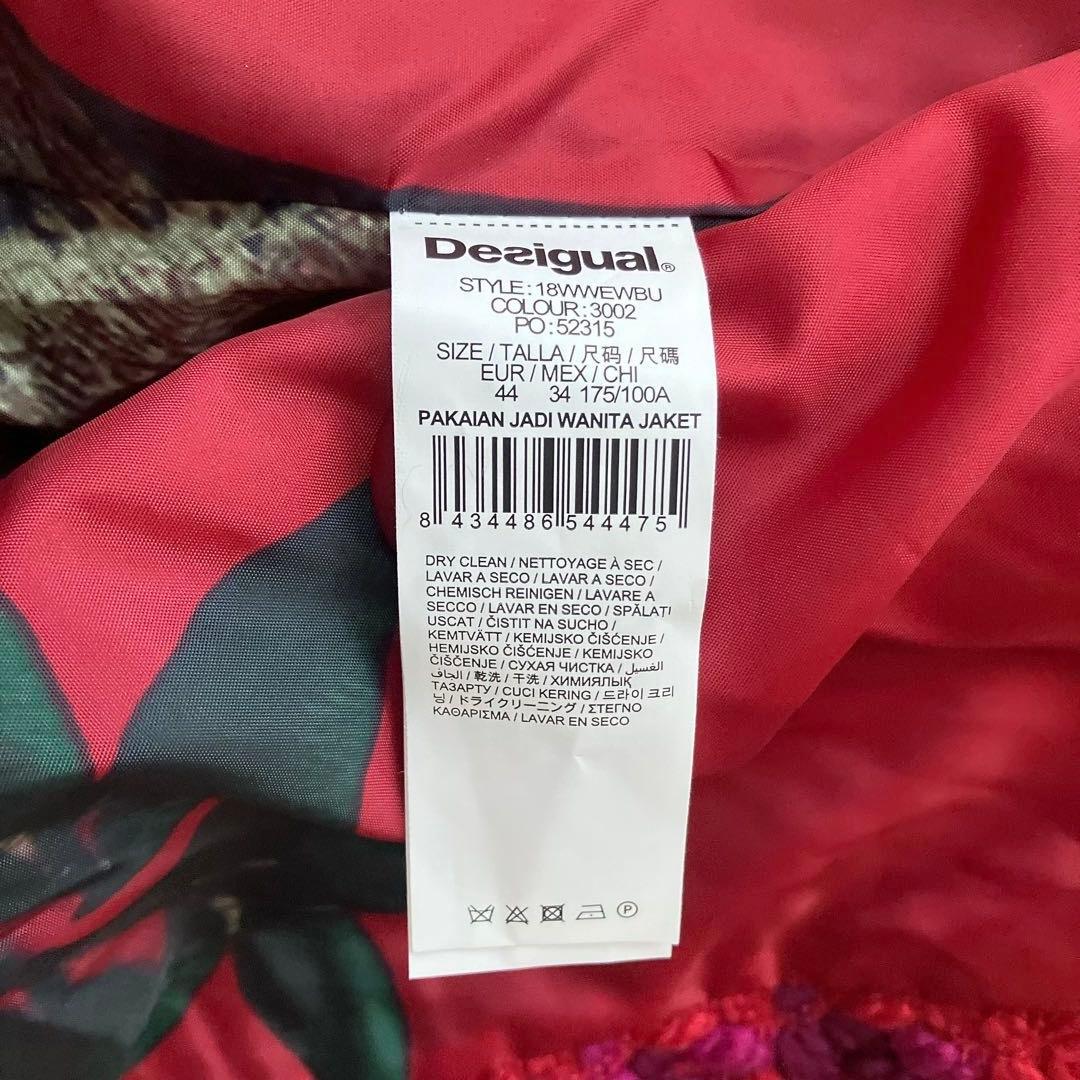 Desigual®
STYLE:18WWEWBU
COLOUR:3002
PO:52315
SIZE / TALLA / 尺码 / 尺碼
EUR / MEX / CHI
44 34 175/100A
PAKAIAN JADI WANITA JAKET
8 434486 544475
DRY CLEAN / NETTOYAGE À SEC /
LAVAR A SECO / LAVAR A SECO /
CHEMISCH REINIGEN / LAVARE A
SECCO / LAVAR EN SECO / SPĂLAȚI
USCAT / ČISTIT NA SUCHO /
KEMTVÄTT / KEMIJSKO ČIŠĆENJE /
HEMIJSKO ČIŠĆENJE / KEMIJSKO
ČIŠČENJE / СУХАЯ ЧИСТКА / الغسيل
الجاف / 乾洗 / 干洗 / ХИМИЯЛЫҚ
ТАЗАРТУ / CUCI KERING / 드라이 크리
닝 / ドライクリーニング / ΣΤΕΓΝΟ
ΚΑΘΑΡΙΣΜΑ / LAVAR EN SECO
P